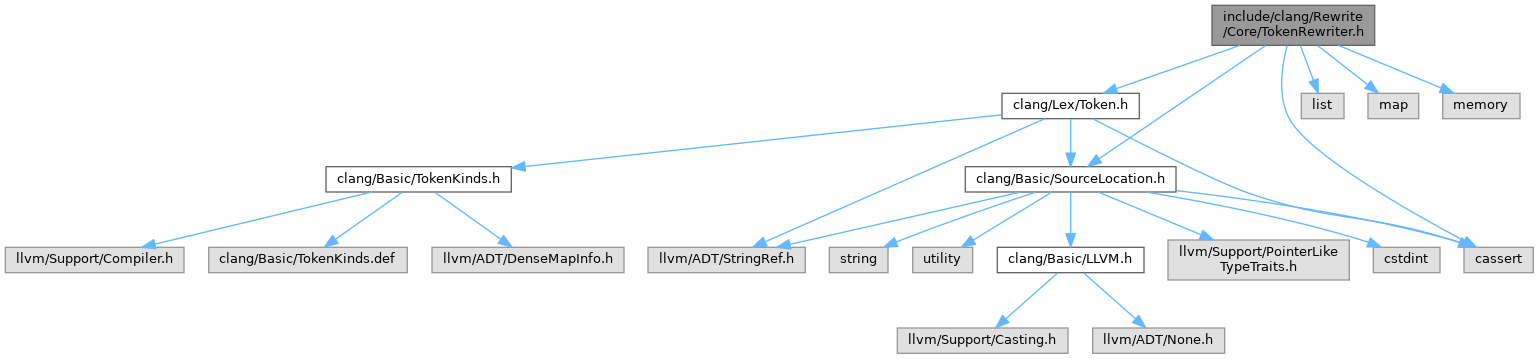 include/clang/Rewrite
/Core/TokenRewriter.h
clang/Lex/Token.h
list
map
memory
clang/Basic/TokenKinds.h
clang/Basic/SourceLocation.h
llvm/Support/Compiler.h
clang/Basic/TokenKinds.def
llvm/ADT/DenseMapInfo.h
llvm/ADT/StringRef.h
string
utility
clang/Basic/LLVM.h
llvm/Support/PointerLike
TypeTraits.h
cstdint
cassert
llvm/Support/Casting.h
llvm/ADT/None.h